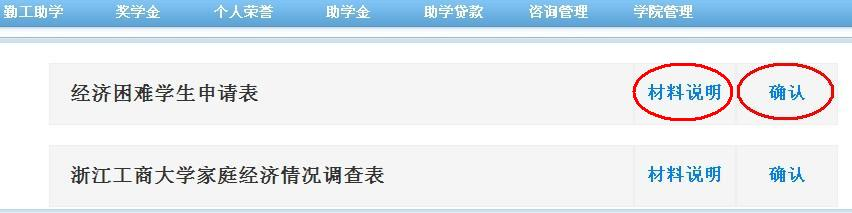 勤工助学 奖学金 个人荣誉 助学金 助学贷款 咨询管理 学院管理
经济困难学生申请表 材料说明 确认
浙江工商大学家庭经济情况调查表 材料说明 确认